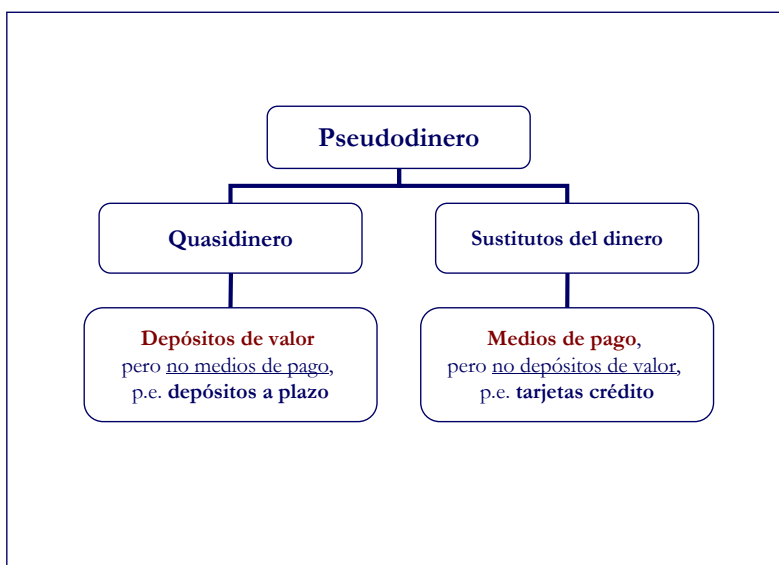 Pseudodinero
Quasidinero
Sustitutos del dinero
Depósitos de valor
pero no medios de pago,
p.e. depósitos a plazo
Medios de pago,
pero no depósitos de valor,
p.e. tarjetas crédito